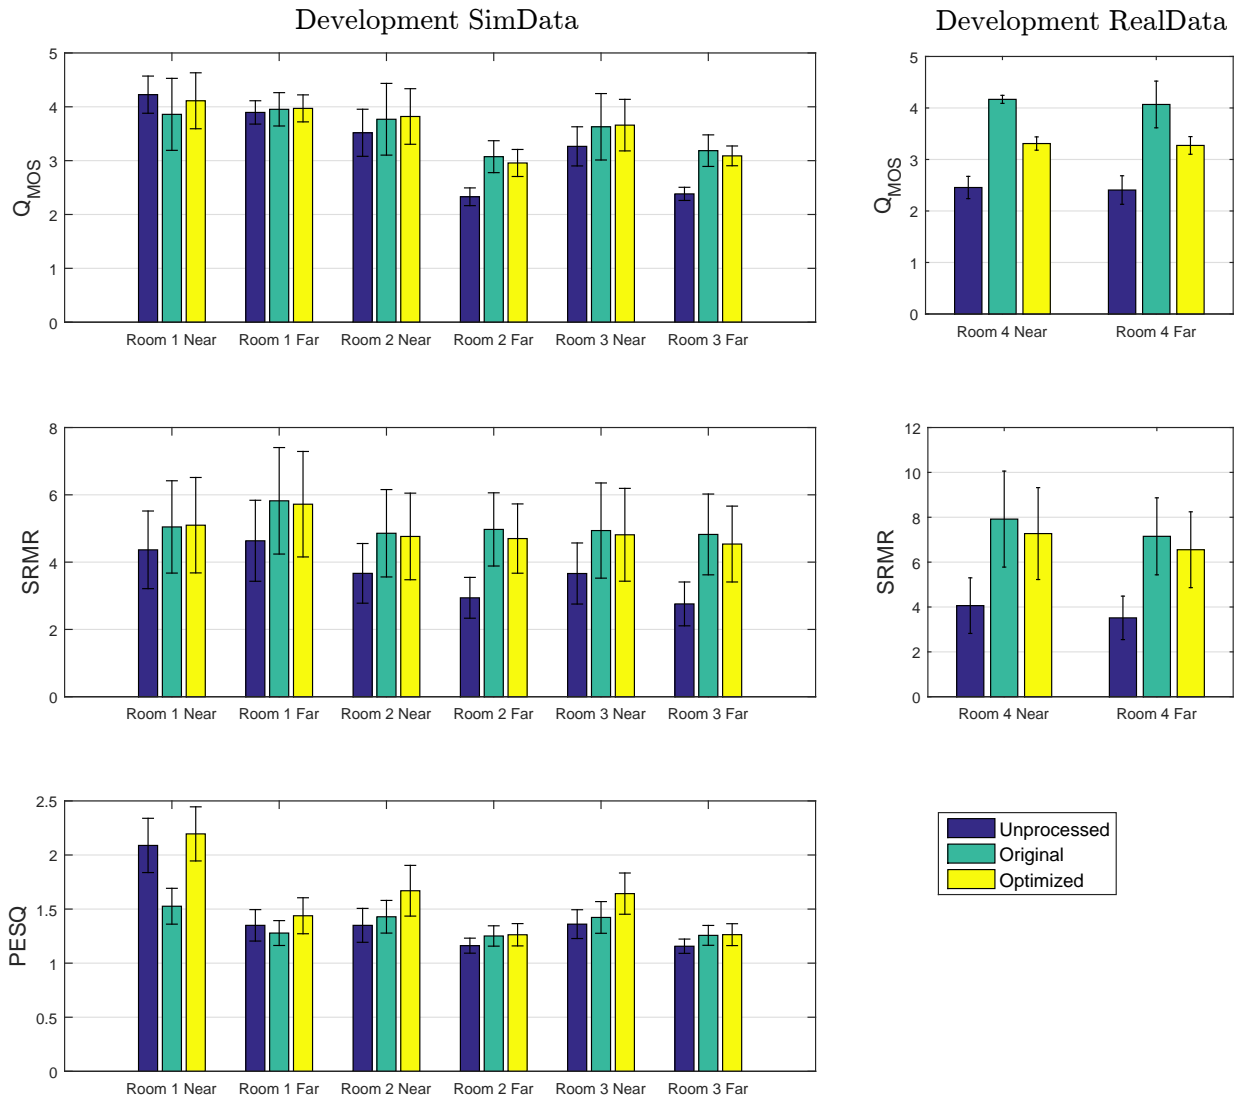 Development SimData
Development RealData
5
4
3
2
1
0
Q_MOS
Room 1 Near Room 1 Far Room 2 Near Room 2 Far Room 3 Near Room 3 Far
5
4
3
2
1
0
Q_MOS
Room 4 Near Room 4 Far
8
6
4
2
0
SRMR
Room 1 Near Room 1 Far Room 2 Near Room 2 Far Room 3 Near Room 3 Far
12
10
8
6
4
2
0
SRMR
Room 4 Near Room 4 Far
2.5
2
1.5
1
0.5
0
PESQ
Room 1 Near Room 1 Far Room 2 Near Room 2 Far Room 3 Near Room 3 Far
Unprocessed
Original
Optimized